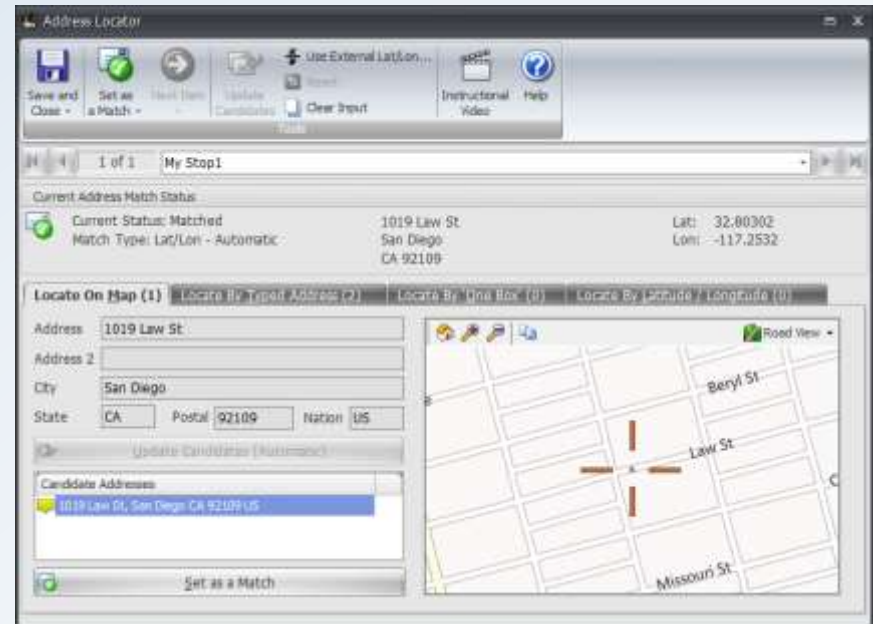 Address Locator
Save and Close
Set as a Match
Next Item
Update Candidates
Use External Lat/Lon...
Reset
Clear Input
Instructional Video
Help
Tools
1 of 1 My Stop1
Current Address Match Status
Current Status: Matched 1019 Law St Lat: 32.80302
Match Type: Lat/Lon - Automatic San Diego Lon: -117.2532
CA 92109
Locate On Map (1) Locate By Typed Address (2) Locate By 'One Box' (0) Locate By Latitude / Longitude (0)
Address 1019 Law St
Address 2
City San Diego
State CA Postal 92109 Nation US
Update Candidates (Automatic)
Candidate Addresses
1019 Law St, San Diego CA 92109 US
Set as a Match
Road View
Beryl St
Law St
Missouri St